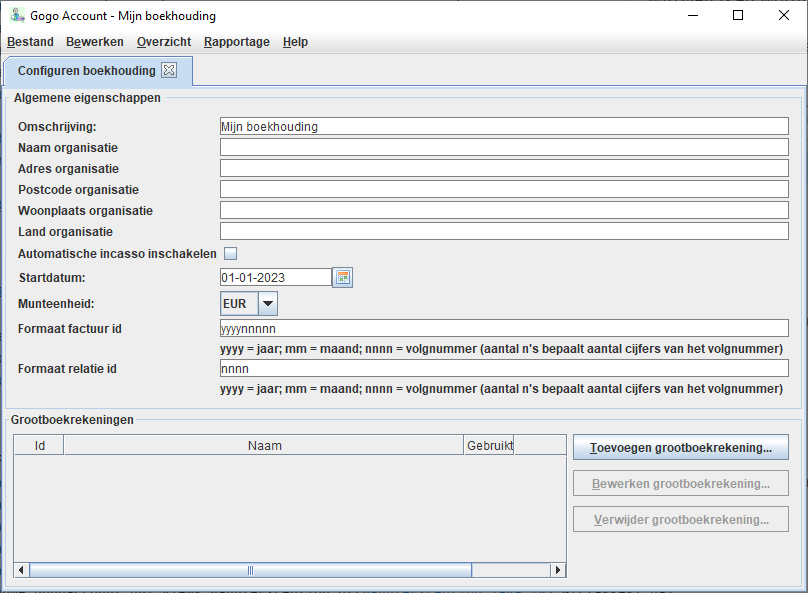 Gogo Account - Mijn boekhouding
Bestand Bewerken Overzicht Rapportage Help
Configuren boekhouding
Algemene eigenschappen
Omschrijving: Mijn boekhouding
Naam organisatie
Adres organisatie
Postcode organisatie
Woonplaats organisatie
Land organisatie
Automatische incasso inschakelen
Startdatum: 01-01-2023
Munteenheid: EUR
Formaat factuur id yyyynnnnn
yyyy = jaar; mm = maand; nnnn = volgnummer (aantal n's bepaalt aantal cijfers van het volgnummer)
Formaat relatie id nnnn
yyyy = jaar; mm = maand; nnnn = volgnummer (aantal n's bepaalt aantal cijfers van het volgnummer)
Grootboekrekeningen
Id Naam Gebruikt
Toevoegen grootboekrekening...
Bewerken grootboekrekening...
Verwijder grootboekrekening...